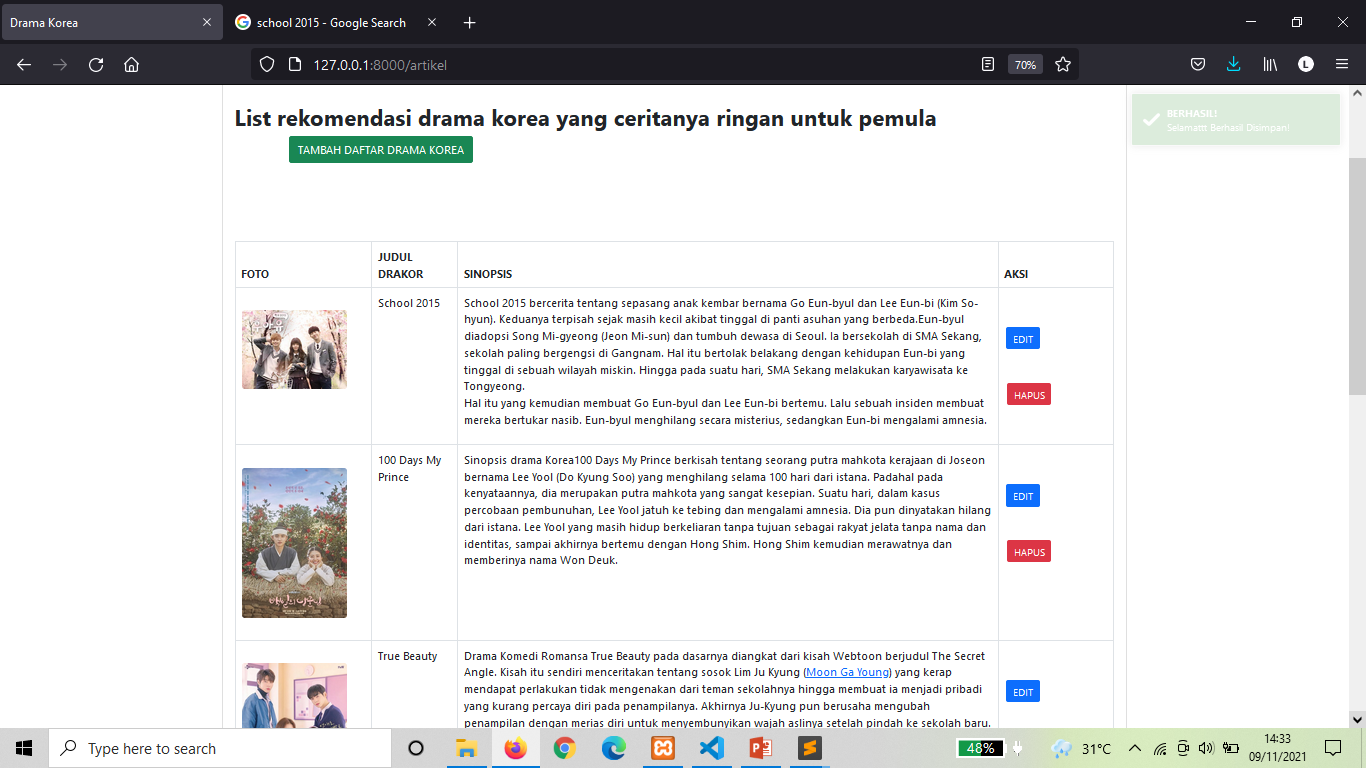 Drama Korea
school 2015 - Google Search
127.0.0.1:8000/artikel
70%
L
List rekomendasi drama korea yang ceritanya ringan untuk pemula
TAMBAH DAFTAR DRAMA KOREA
BERHASIL!
Selamattt Berhasil Disimpan!
FOTO
JUDUL
DRAKOR
SINOPSIS
AKSI
School 2015
School 2015 bercerita tentang sepasang anak kembar bernama Go Eun-byul dan Lee Eun-bi (Kim So-
hyun). Keduanya terpisah sejak masih kecil akibat tinggal di panti asuhan yang berbeda.Eun-byul
diadopsi Song Mi-gyeong (Jeon Mi-sun) dan tumbuh dewasa di Seoul. Ia bersekolah di SMA Sekang,
sekolah paling bergengsi di Gangnam. Hal itu bertolak belakang dengan kehidupan Eun-bi yang
tinggal di sebuah wilayah miskin. Hingga pada suatu hari, SMA Sekang melakukan karyawisata ke
Tongyeong.
Hal itu yang kemudian membuat Go Eun-byul dan Lee Eun-bi bertemu. Lalu sebuah insiden membuat
mereka bertukar nasib. Eun-byul menghilang secara misterius, sedangkan Eun-bi mengalami amnesia.
EDIT
HAPUS
100 Days My
Prince
Sinopsis drama Korea100 Days My Prince berkisah tentang seorang putra mahkota kerajaan di Joseon
bernama Lee Yool (Do Kyung Soo) yang menghilang selama 100 hari dari istana. Padahal pada
kenyataannya, dia merupakan putra mahkota yang sangat kesepian. Suatu hari, dalam kasus
percobaan pembunuhan, Lee Yool jatuh ke tebing dan mengalami amnesia. Dia pun dinyatakan hilang
dari istana. Lee Yool yang masih hidup berkeliaran tanpa tujuan sebagai rakyat jelata tanpa nama dan
identitas, sampai akhirnya bertemu dengan Hong Shim. Hong Shim kemudian merawatnya dan
memberinya nama Won Deuk.
EDIT
HAPUS
백일의 낭군님
True Beauty
Drama Komedi Romansa True Beauty pada dasarnya diangkat dari kisah Webtoon berjudul The Secret
Angle. Kisah itu sendiri menceritakan tentang sosok Lim Ju Kyung (Moon Ga Young) yang kerap
mendapat perlakukan tidak mengenakan dari teman sekolahnya hingga membuat ia menjadi pribadi
yang kurang percaya diri pada penampilanya. Akhirnya Ju-Kyung pun berusaha mengubah
penampilan dengan merias diri untuk menyembunyikan wajah aslinya setelah pindah ke sekolah baru.
EDIT
Type here to search
48%
31°C
14:33
09/11/2021